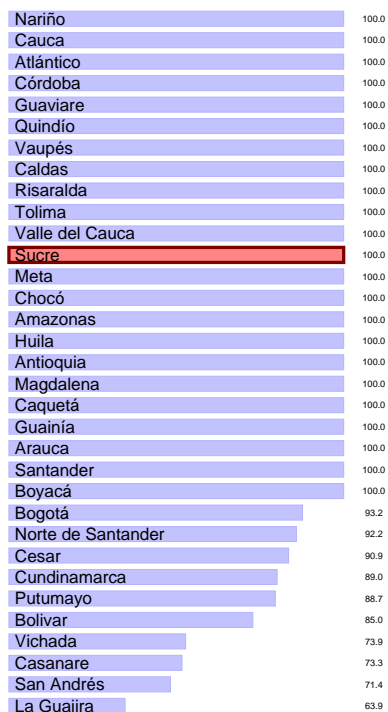 Nariño 100.0
Cauca 100.0
Atlántico 100.0
Córdoba 100.0
Guaviare 100.0
Quindío 100.0
Vaupés 100.0
Caldas 100.0
Risaralda 100.0
Tolima 100.0
Valle del Cauca 100.0
Sucre 100.0
Meta 100.0
Chocó 100.0
Amazonas 100.0
Huila 100.0
Antioquia 100.0
Magdalena 100.0
Caquetá 100.0
Guainía 100.0
Arauca 100.0
Santander 100.0
Boyacá 100.0
Bogotá 93.2
Norte de Santander 92.2
Cesar 90.9
Cundinamarca 89.0
Putumayo 88.7
Bolivar 85.0
Vichada 73.9
Casanare 73.3
San Andrés 71.4
La Guajira 63.9